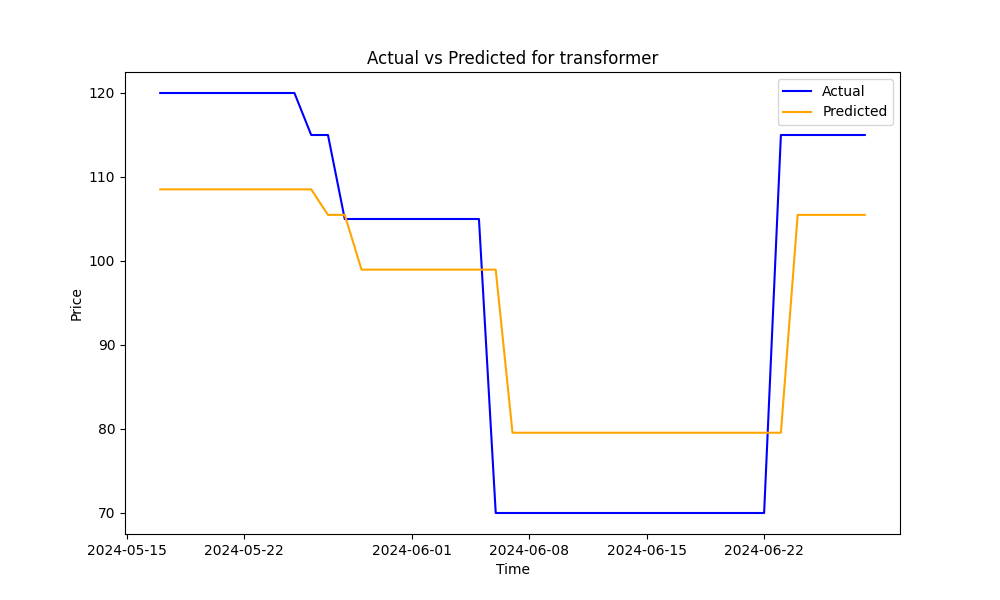 Actual vs Predicted for transformer
Actual
Predicted
120
110
100
90
80
70
Price
2024-05-15
2024-05-22
2024-06-01
2024-06-08
2024-06-15
2024-06-22
Time